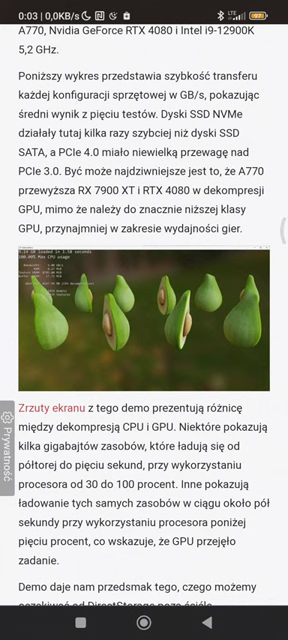 0:03 0,0KB/s
A770, Nvidia GeForce RTX 4080 i Intel i9-12900K
5,2 GHz.
Poniższy wykres przedstawia szybkość transferu
każdej konfiguracji sprzętowej w GB/s, pokazując
średni wynik z pięciu testów. Dyski SSD NVMe
działały tutaj kilka razy szybciej niż dyski SSD
SATA, a PCIe 4.0 miało niewielką przewagę nad
PCIe 3.0. Być może najdziwniejsze jest to, że A770
przewyższa RX 7900 XT i RTX 4080 w dekompresji
GPU, mimo że należy do znacznie niższej klasy
GPU, przynajmniej w zakresie wydajności gier.
Zrzuty ekranu z tego demo prezentują różnicę
między dekompresją CPU i GPU. Niektóre pokazują
kilka gigabajtów zasobów, które ładują się od
półtorej do pięciu sekund, przy wykorzystaniu
procesora od 30 do 100 procent. Inne pokazują
ładowanie tych samych zasobów w ciągu około pół
sekundy przy wykorzystaniu procesora poniżej
pięciu procent, co wskazuje, że GPU przejęło
zadanie.
Prywatność
Demo daje nam przedsmak tego, czego możemy